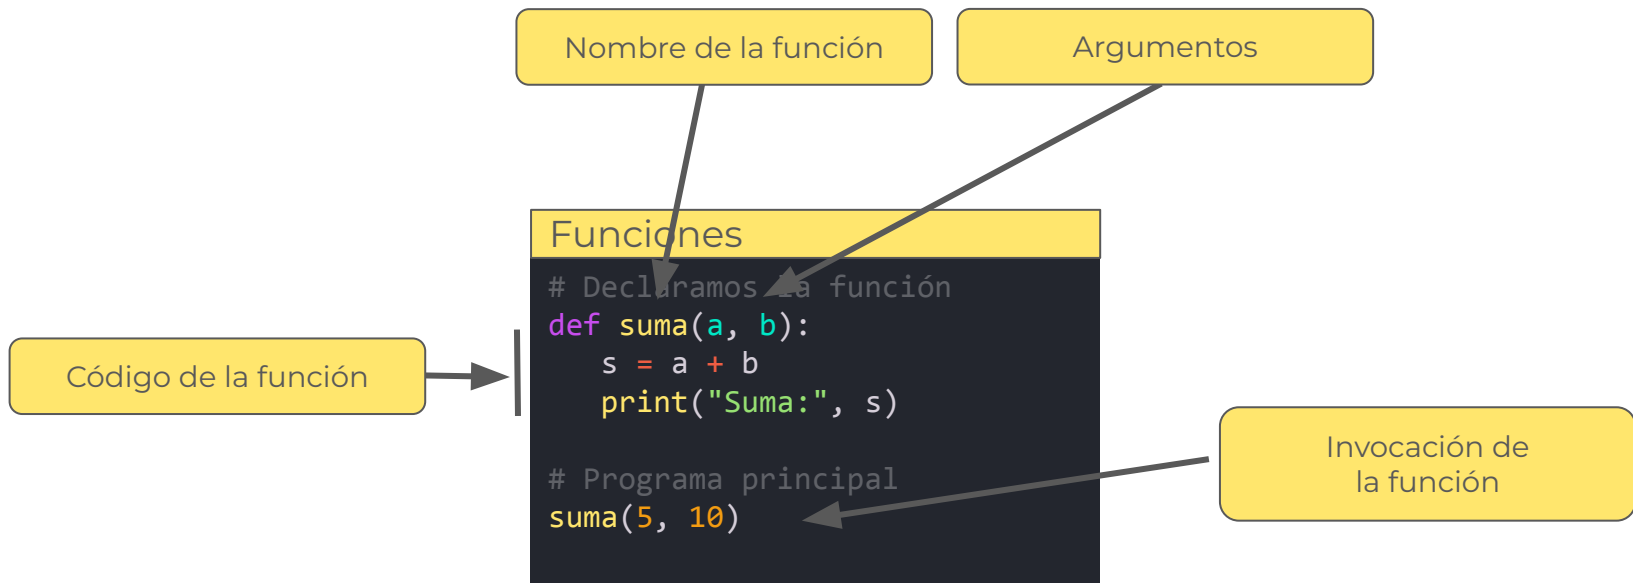 Nombre de la función
Argumentos
Funciones
# Declaramos la función
def suma(a, b):
   s = a + b
   print("Suma:", s)
Código de la función
# Programa principal
suma(5, 10)
Invocación de
la función